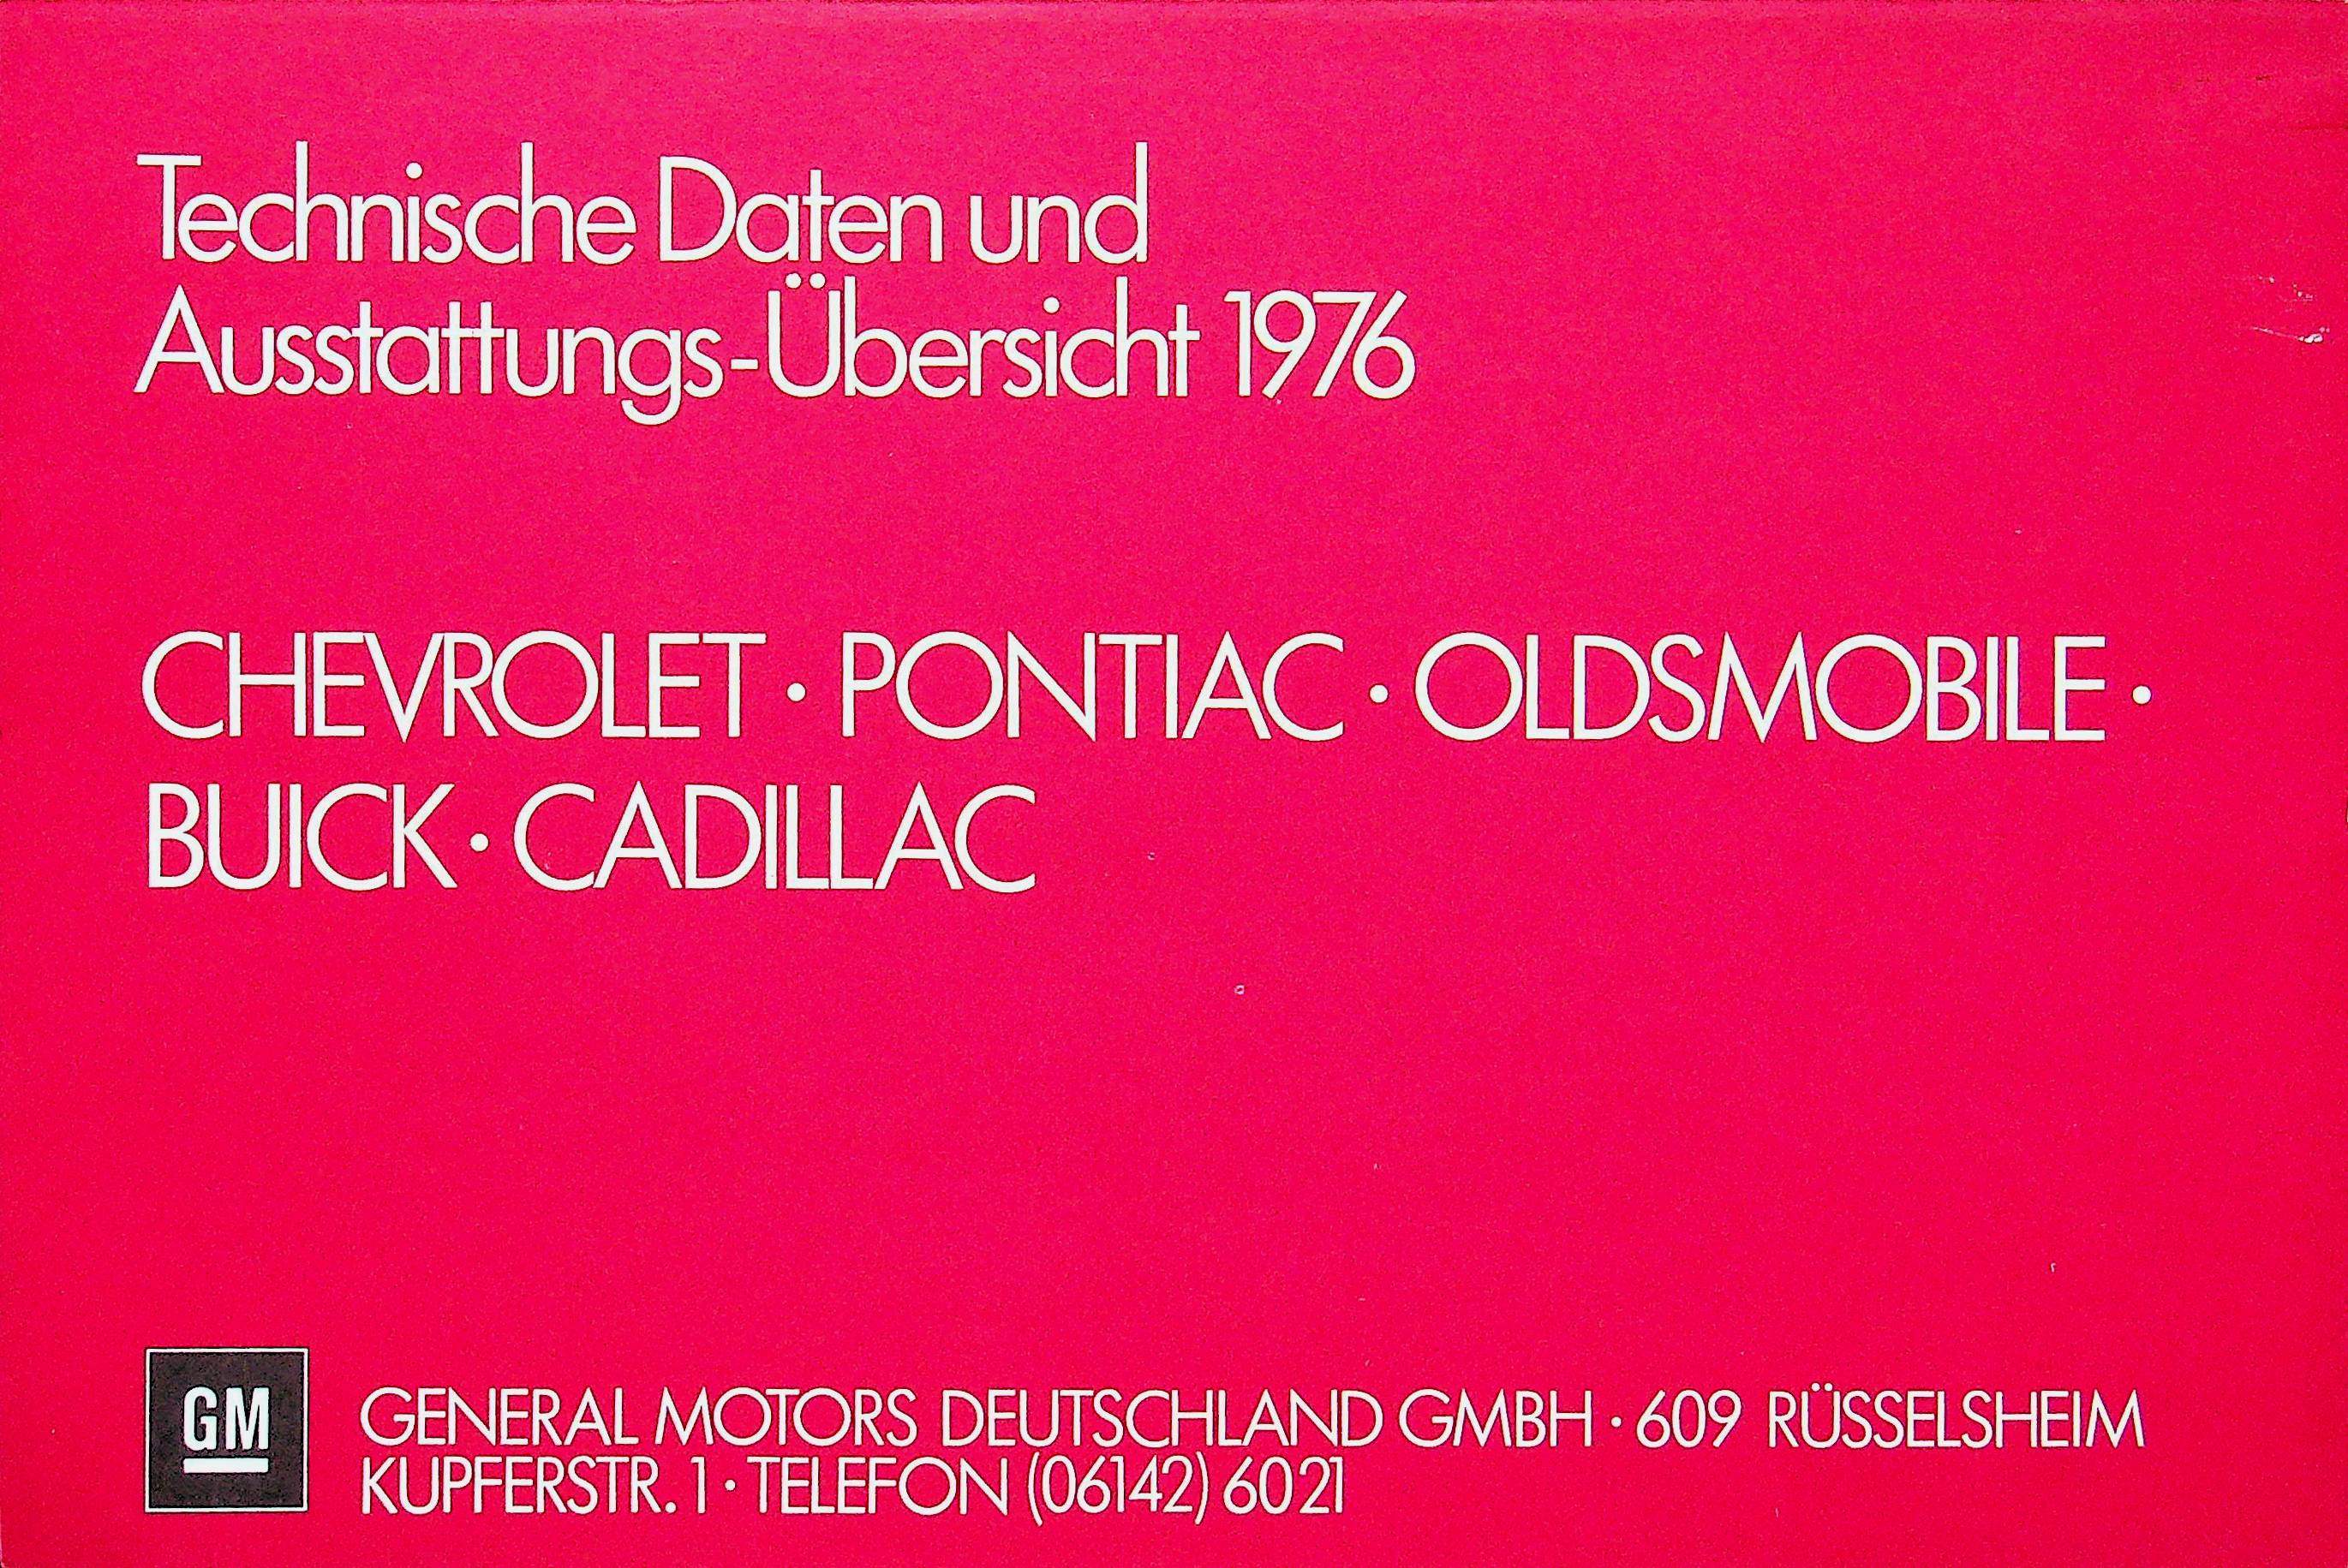 Technische Daten und
Ausstattungs-Übersicht 1976
CHEVROLET · PONTIAC · OLDSMOBILE ·
BUICK · CADILLAC
GM
GENERAL MOTORS DEUTSCHLAND GMBH · 609 RÜSSELSHEIM
KUPFERSTR. 1 · TELEFON (06142) 6021